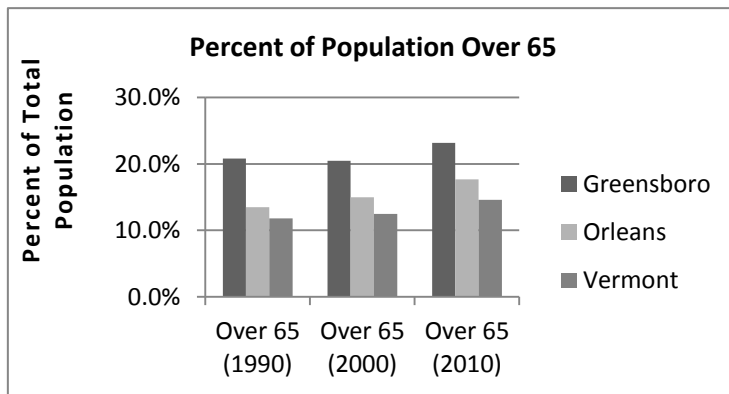 Percent of Population Over 65
Percent of Total
Population
30.0%
20.0%
10.0%
0.0%
Over 65
(1990)
Over 65
(2000)
Over 65
(2010)
Greensboro
Orleans
Vermont